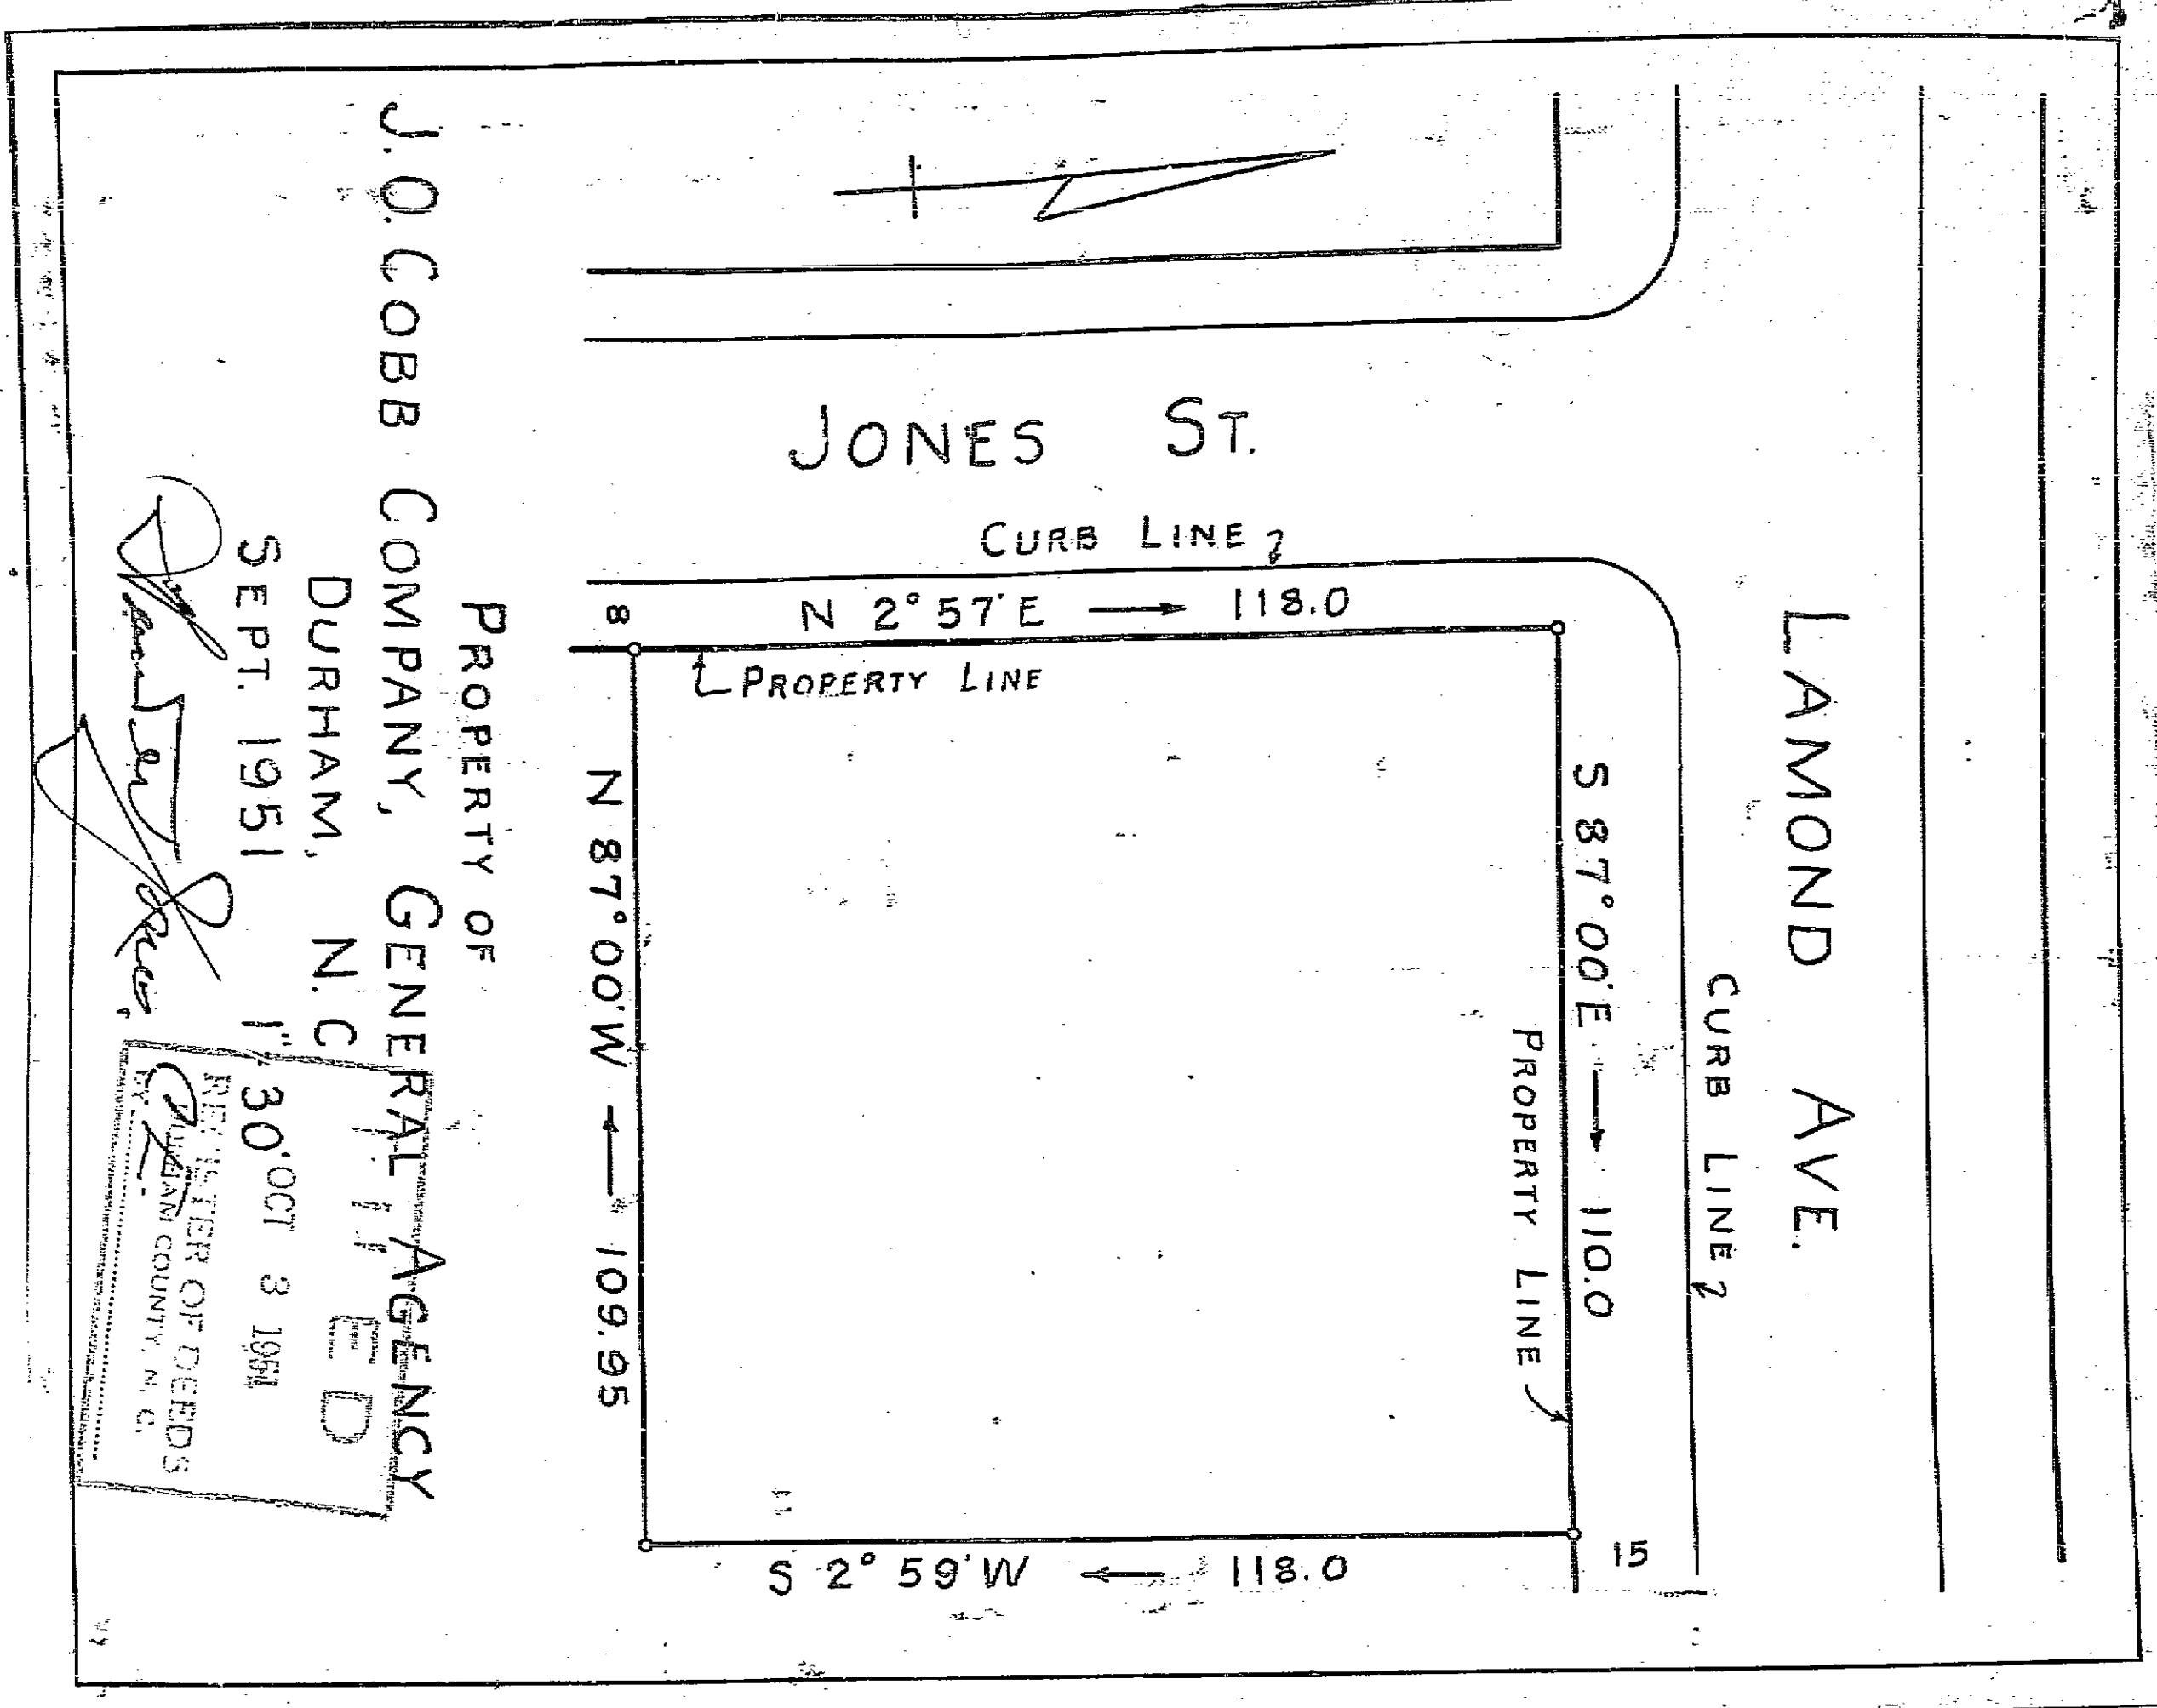 JONES ST.
CURB LINE
N 2° 57' E → 118.0
PROPERTY LINE
8
LAMOND AVE.
CURB LINE
S 87° 00' E → 110.0
PROPERTY LINE
15
S 2° 59' W ← 118.0
N 87° 00' W ← 109.95
PROPERTY OF
J. O. COBB COMPANY, GENERAL AGENCY
DURHAM, N. C
SEPT. 1951 1" = 30'
OCT 3 1951
REGISTER OF DEEDS
DURHAM COUNTY, N. C.
BY